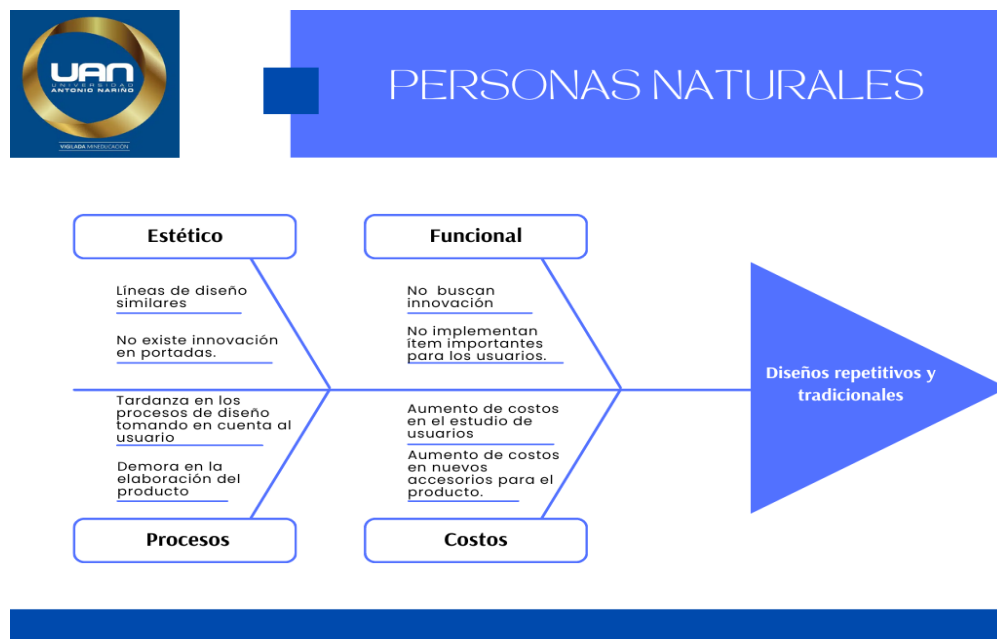 UAN
UNIVERSIDAD
ANTONIO NARIÑO
VIGILADA MINEDUCACIÓN
PERSONAS NATURALES
Estético
Líneas de diseño
similares
No existe innovación
en portadas.
Funcional
No buscan
innovación
No implementan
ítem importantes
para los usuarios.
Diseños repetitivos y
tradicionales
Tardanza en los
procesos de diseño
tomando en cuenta al
usuario
Demora en la
elaboración del
producto
Procesos
Aumento de costos
en el estudio de
usuarios
Aumento de costos
en nuevos
accesorios para el
producto.
Costos